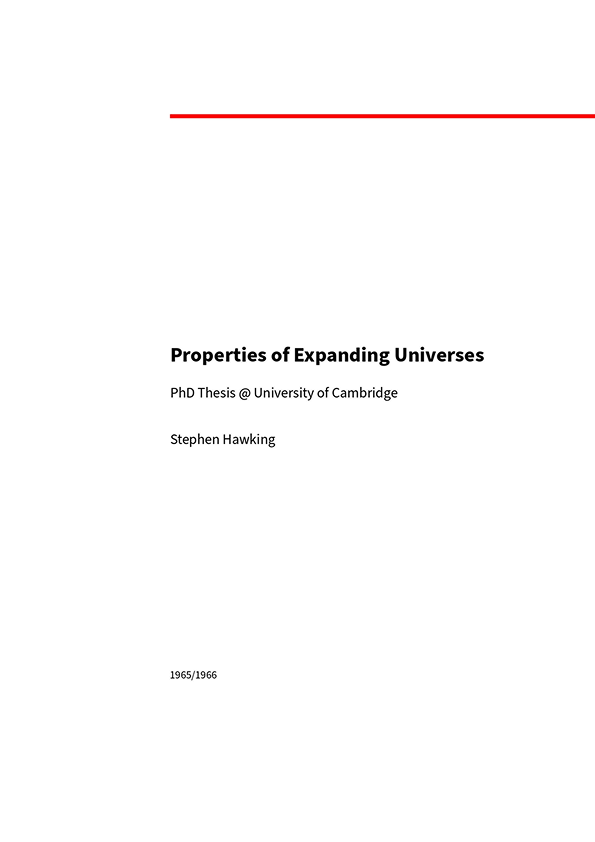 Properties of Expanding Universes
PhD Thesis @ University of Cambridge
Stephen Hawking
1965/1966